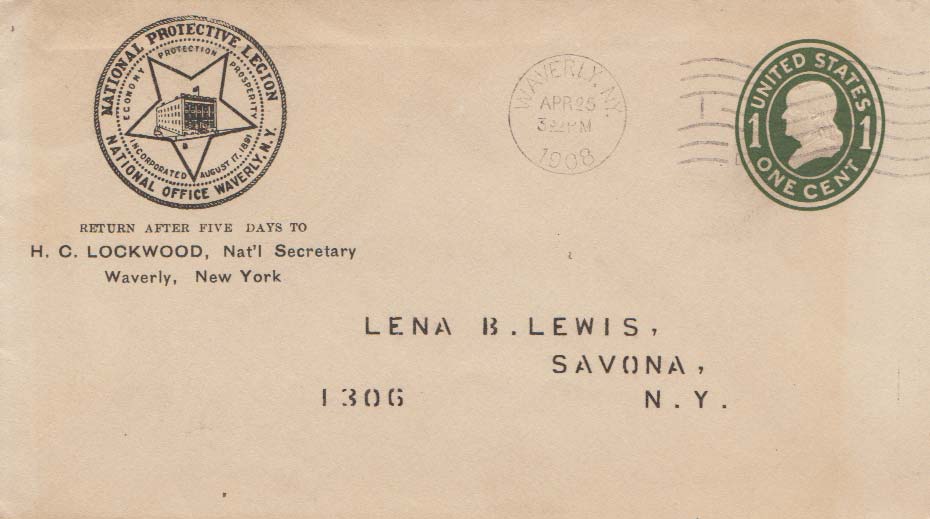 NATIONAL PROTECTIVE LEGION
ECONOMY PROTECTION PROSPERITY
INCORPORATED AUGUST 17, 1891
NATIONAL OFFICE WAVERLY, N.Y.
RETURN AFTER FIVE DAYS TO
H. C. LOCKWOOD, Nat'l Secretary
Waverly, New York
WAVERLY, N.Y.
APR 25
PM
1908
UNITED STATES
1 1
ONE CENT
LENA B. LEWIS,
SAVONA,
1306 N. Y.